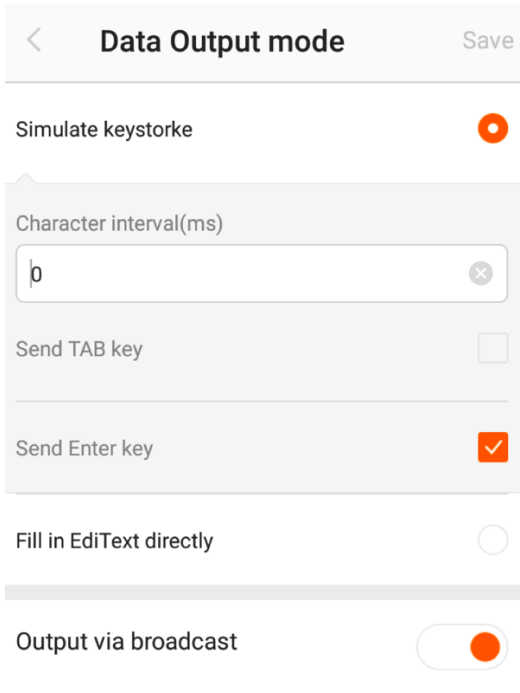 Data Output mode Save
Simulate keystorke
Character interval(ms)
0
Send TAB key
Send Enter key
Fill in EdiText directly
Output via broadcast